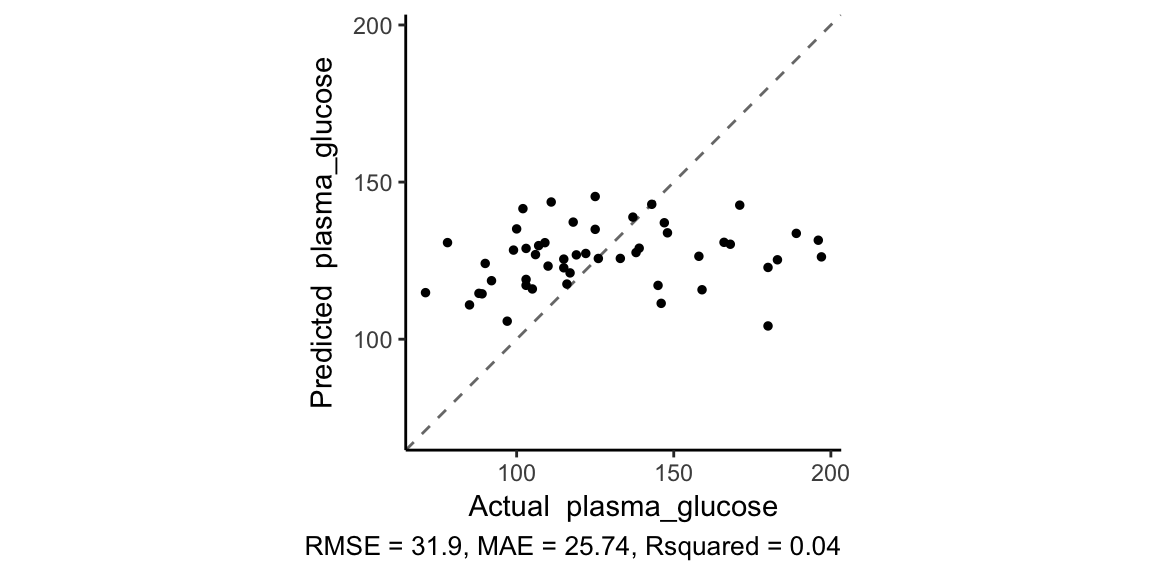 200
150
100
Predicted plasma_glucose
100 150 200
Actual plasma_glucose
RMSE = 31.9, MAE = 25.74, Rsquared = 0.04